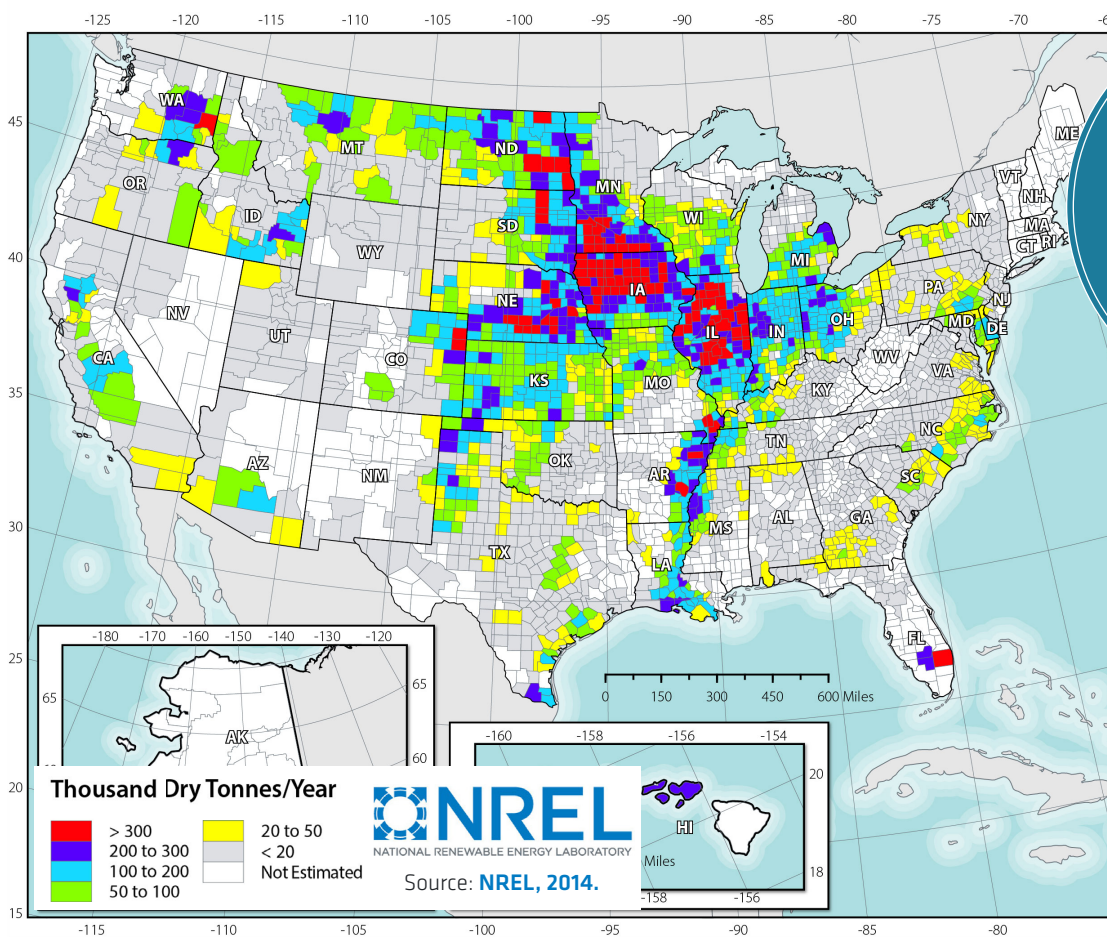 -125 -120 -115 -110 -105 -100 -95 -90 -85 -80 -75 -70
45
40
35
30
25
20
15
WA
MT
ND
MN
ME
VT
NH
OR
ID
SD
WI
NY
MA
CT RI
WY
MI
IA
NE
PA
NJ
NV
UT
IL
IN
OH
MD
DE
CA
CO
KS
MO
WV
VA
KY
NC
AZ
NM
OK
AR
TN
SC
MS
AL
GA
TX
LA
FL
0 150 300 450 600 Miles
-180 -170 -160 -150 -140 -130 -120
65
65
60
AK
-160 -158 -156 -154
20
HI
Miles
18
-158 -156
Thousand Dry Tonnes/Year
> 300
200 to 300
100 to 200
50 to 100
20 to 50
< 20
Not Estimated
NREL
NATIONAL RENEWABLE ENERGY LABORATORY
Source: NREL, 2014.
-115 -110 -105 -100 -95 -90 -85 -80